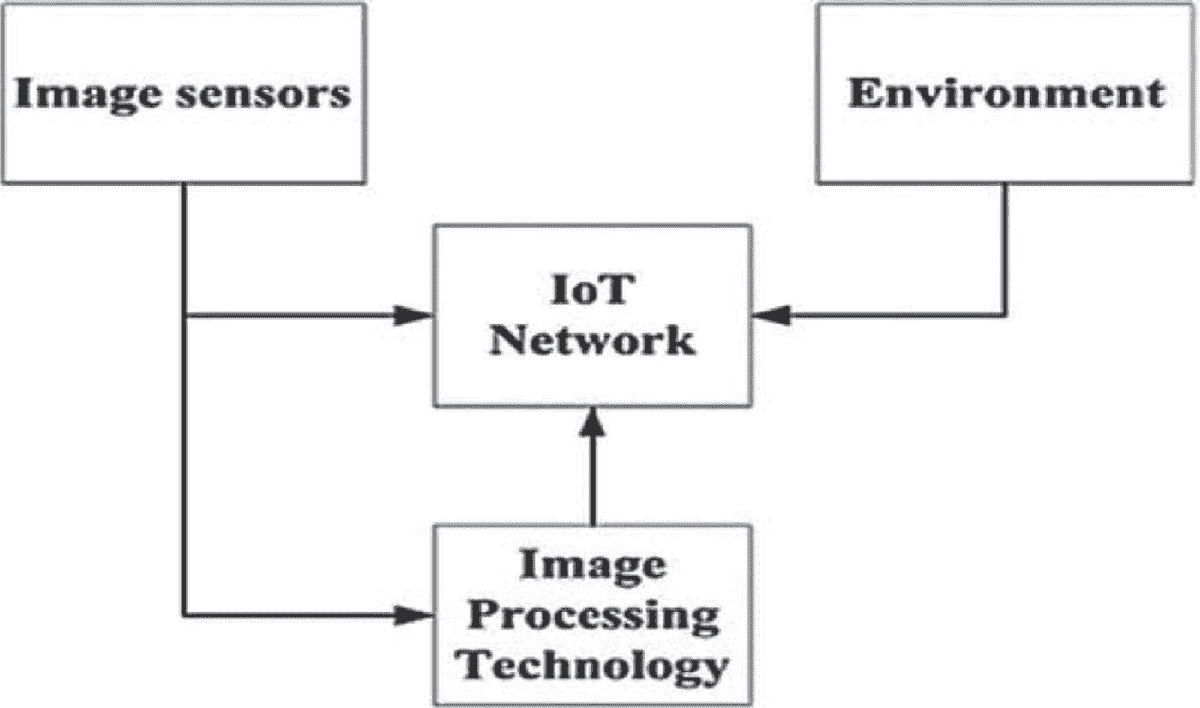 Image sensors
Environment
IoT
Network
Image
Processing
Technology